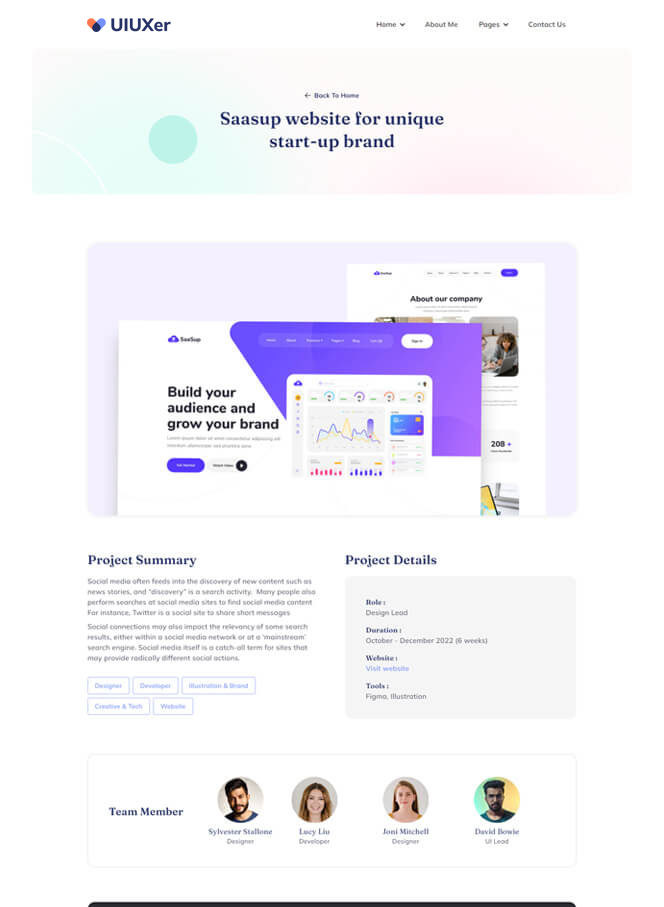 UIUXer
Home
About Me
Pages
Contact Us
Back To Home
Saasup website for unique
start-up brand
SaaSup
About our company
SaaSup
Home
About
Pages
Blog
Sign In
Build your
audience and
grow your brand
Lorem ipsum dolor sit amet consectetur adipiscing elit
Get Started
Watch Video
20B +
Project Summary
Social media often feeds into the discovery of new content such as
news stories, and “discovery” is a search activity. Many people also
perform searches at social media sites to find social media content
For instance, Twitter is a social site to share short messages
Social connections may also impact the relevancy of some search
results, either within a social media network or at a ‘mainstream’
search engine. Social media itself is a catch-all term for sites that
may provide radically different social actions.
Designer
Developer
Illustration & Brand
Creative & Tech
Website
Project Details
Role :
Design Lead
Duration :
October - December 2022 (6 weeks)
Website :
Visit website
Tools :
Figma, Illustration
Team Member
Sylvester Stallone
Designer
Lucy Liu
Developer
Joni Mitchell
Designer
David Bowie
UI Lead